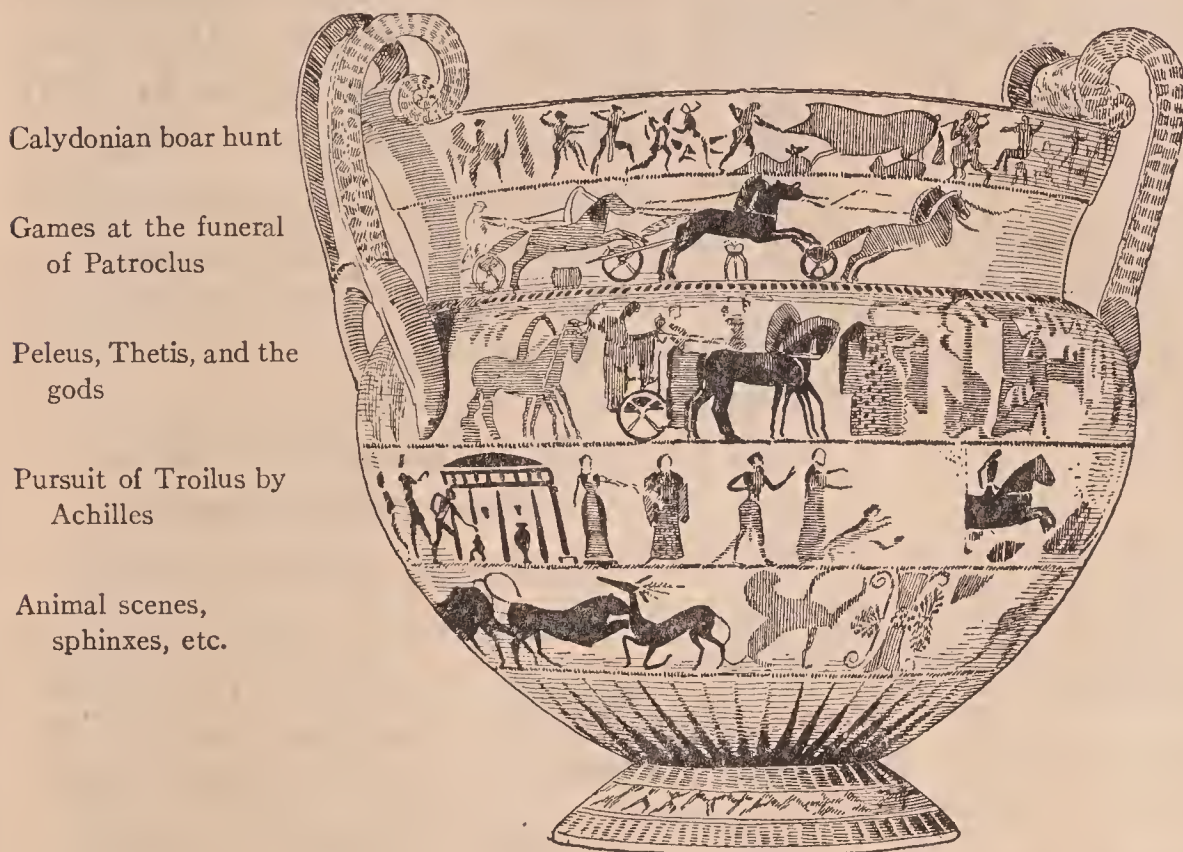 Calydonian boar hunt
Games at the funeral
of Patroclus
Peleus, Thetis, and the
gods
Pursuit of Troilus by
Achilles
Animal scenes,
sphinxes, etc.